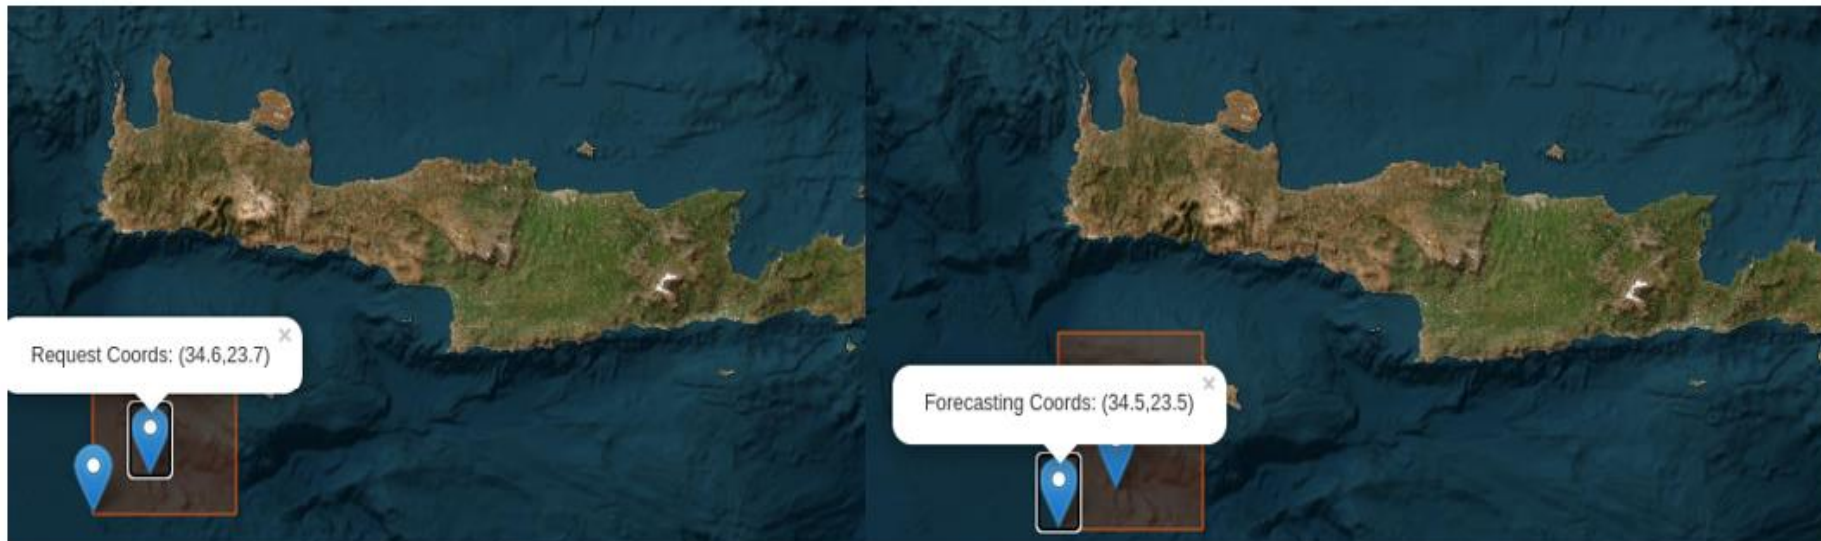 Request Coords: (34.6,23.7)
×
Forecasting Coords: (34.5,23.5)
×